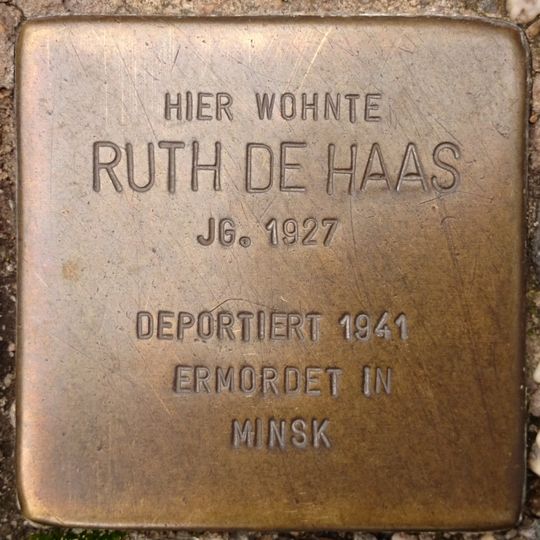 HIER WOHNTE
RUTH DE HAAS
JG. 1927
DEPORTIERT 1941
ERMORDET IN
MINSK